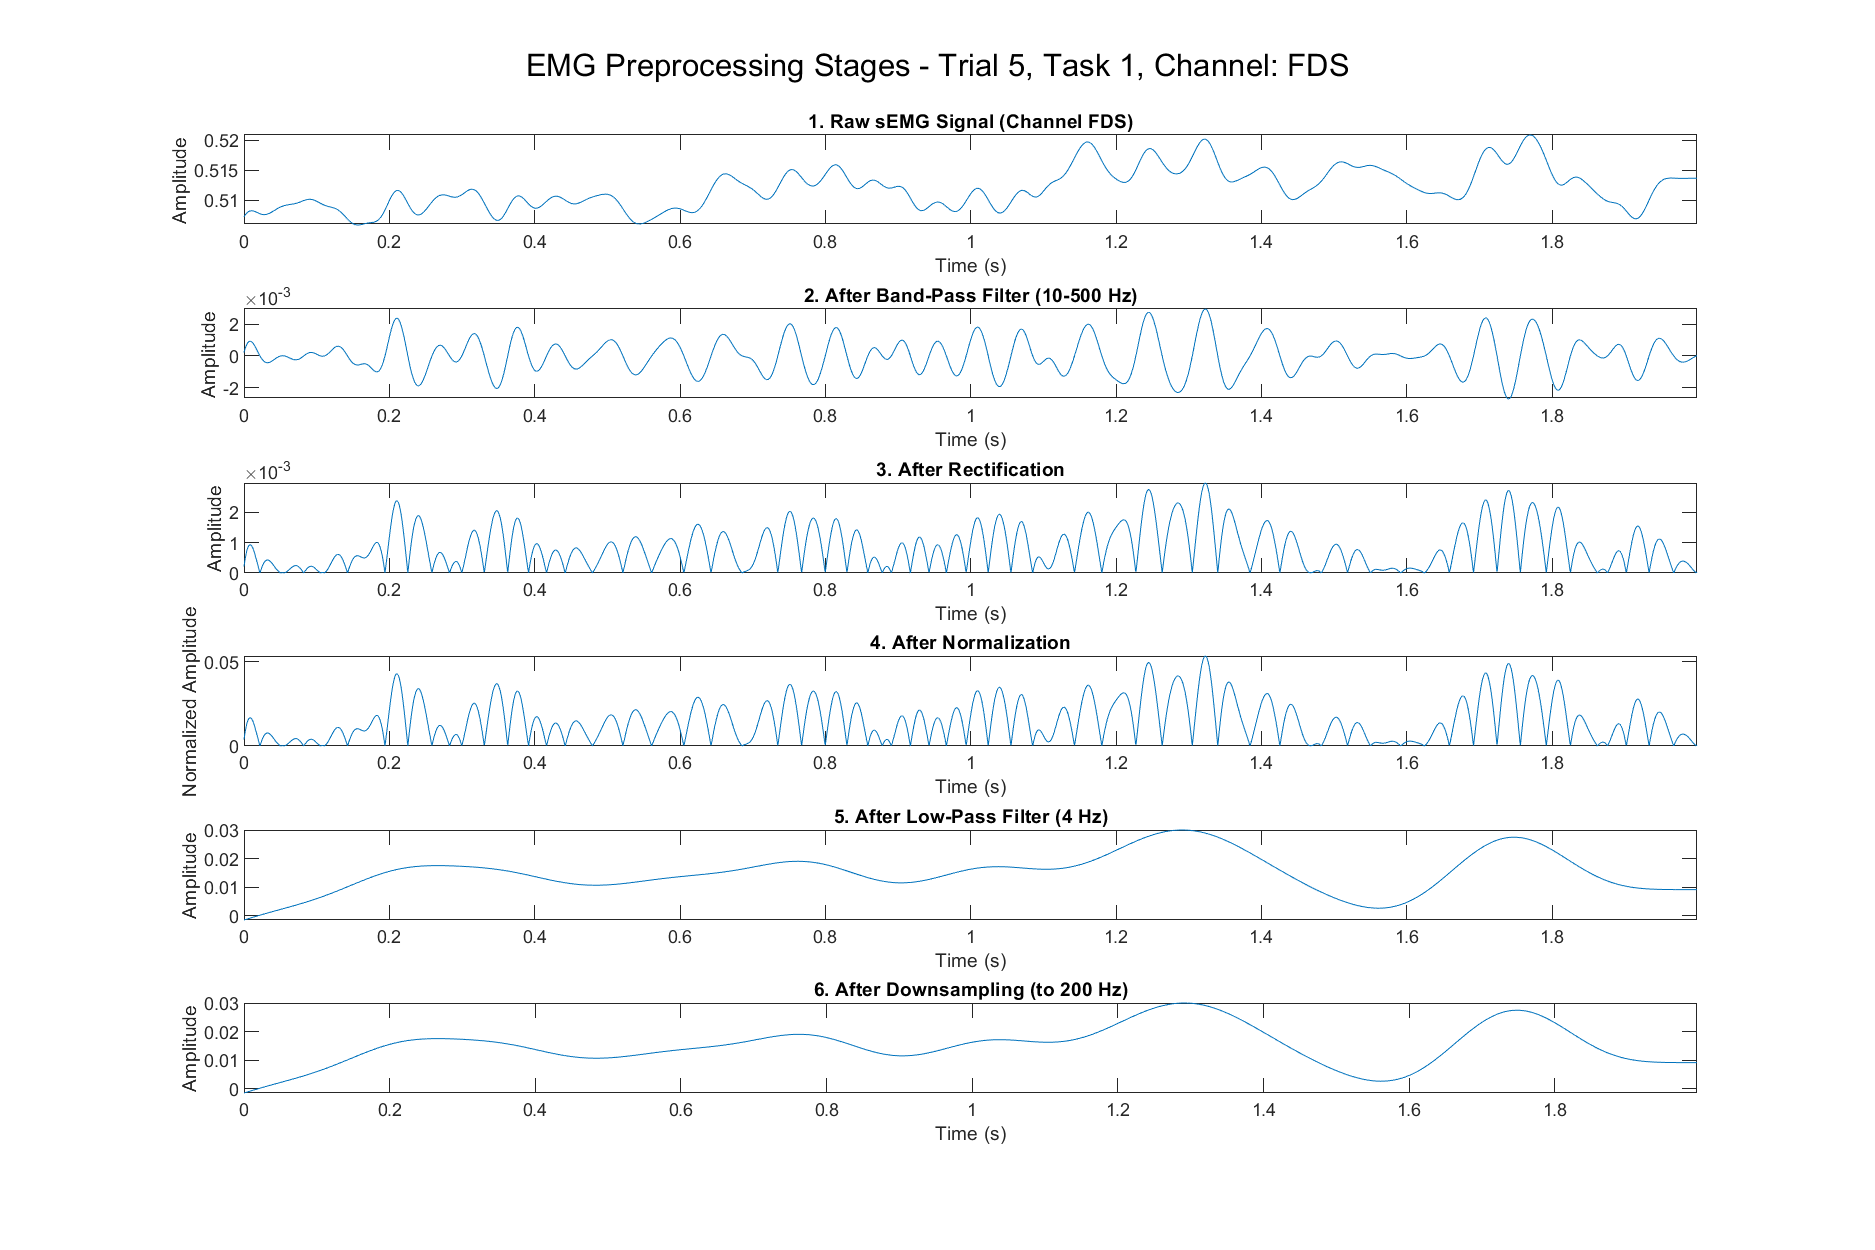 EMG Preprocessing Stages - Trial 5, Task 1, Channel: FDS
1. Raw sEMG Signal (Channel FDS)
Amplitude
0.52
0.515
0.51
0 0.2 0.4 0.6 0.8 1 1.2 1.4 1.6 1.8
Time (s)
×10⁻³
2. After Band-Pass Filter (10-500 Hz)
Amplitude
2
0
-2
0 0.2 0.4 0.6 0.8 1 1.2 1.4 1.6 1.8
Time (s)
×10⁻³
3. After Rectification
Amplitude
2
1
0
0 0.2 0.4 0.6 0.8 1 1.2 1.4 1.6 1.8
Time (s)
4. After Normalization
Normalized Amplitude
0.05
0
0 0.2 0.4 0.6 0.8 1 1.2 1.4 1.6 1.8
Time (s)
5. After Low-Pass Filter (4 Hz)
Amplitude
0.03
0.02
0.01
0
0 0.2 0.4 0.6 0.8 1 1.2 1.4 1.6 1.8
Time (s)
6. After Downsampling (to 200 Hz)
Amplitude
0.03
0.02
0.01
0
0 0.2 0.4 0.6 0.8 1 1.2 1.4 1.6 1.8
Time (s)